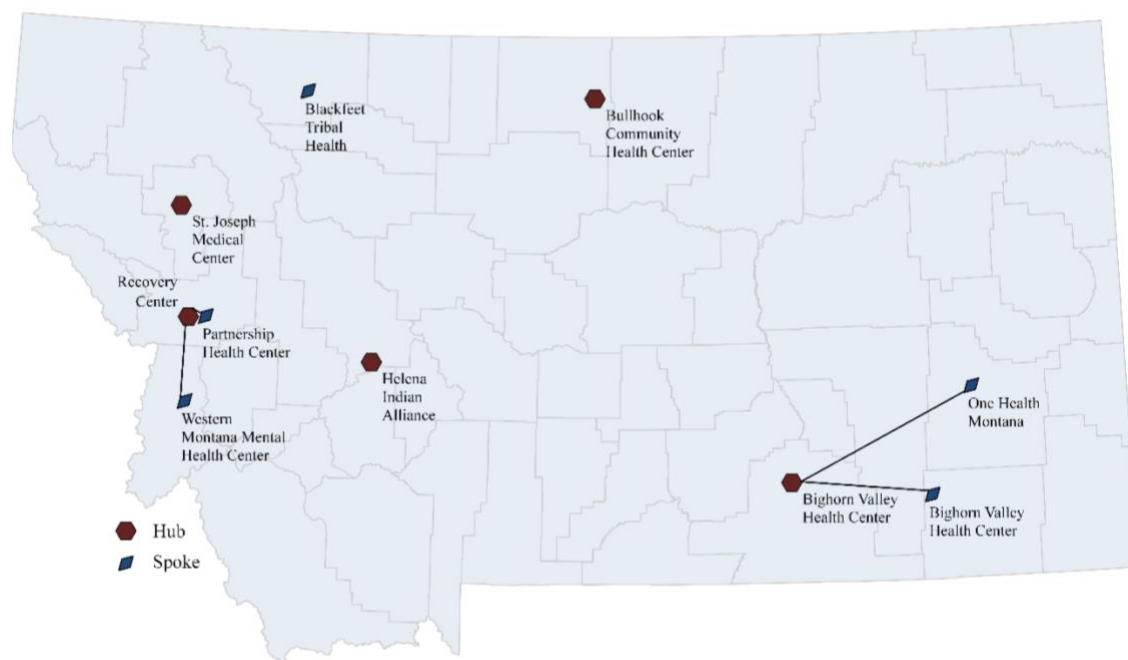 Blackfeet
Tribal
Health
Bullhook
Community
Health Center
St. Joseph
Medical
Center
Recovery
Center
Partnership
Health Center
Helena
Indian
Alliance
Western
Montana Mental
Health Center
One Health
Montana
Bighorn Valley
Health Center
Bighorn Valley
Health Center
Hub
Spoke